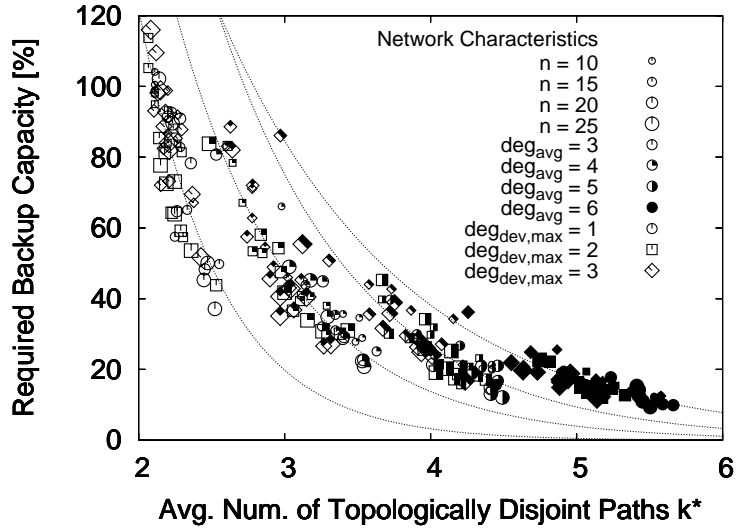 Network Characteristics
n = 10
n = 15
n = 20
n = 25
deg_avg = 3
deg_avg = 4
deg_avg = 5
deg_avg = 6
deg_dev,max = 1
deg_dev,max = 2
deg_dev,max = 3
Required Backup Capacity [%]
120
100
80
60
40
20
0
2
3
4
5
6
Avg. Num. of Topologically Disjoint Paths k*